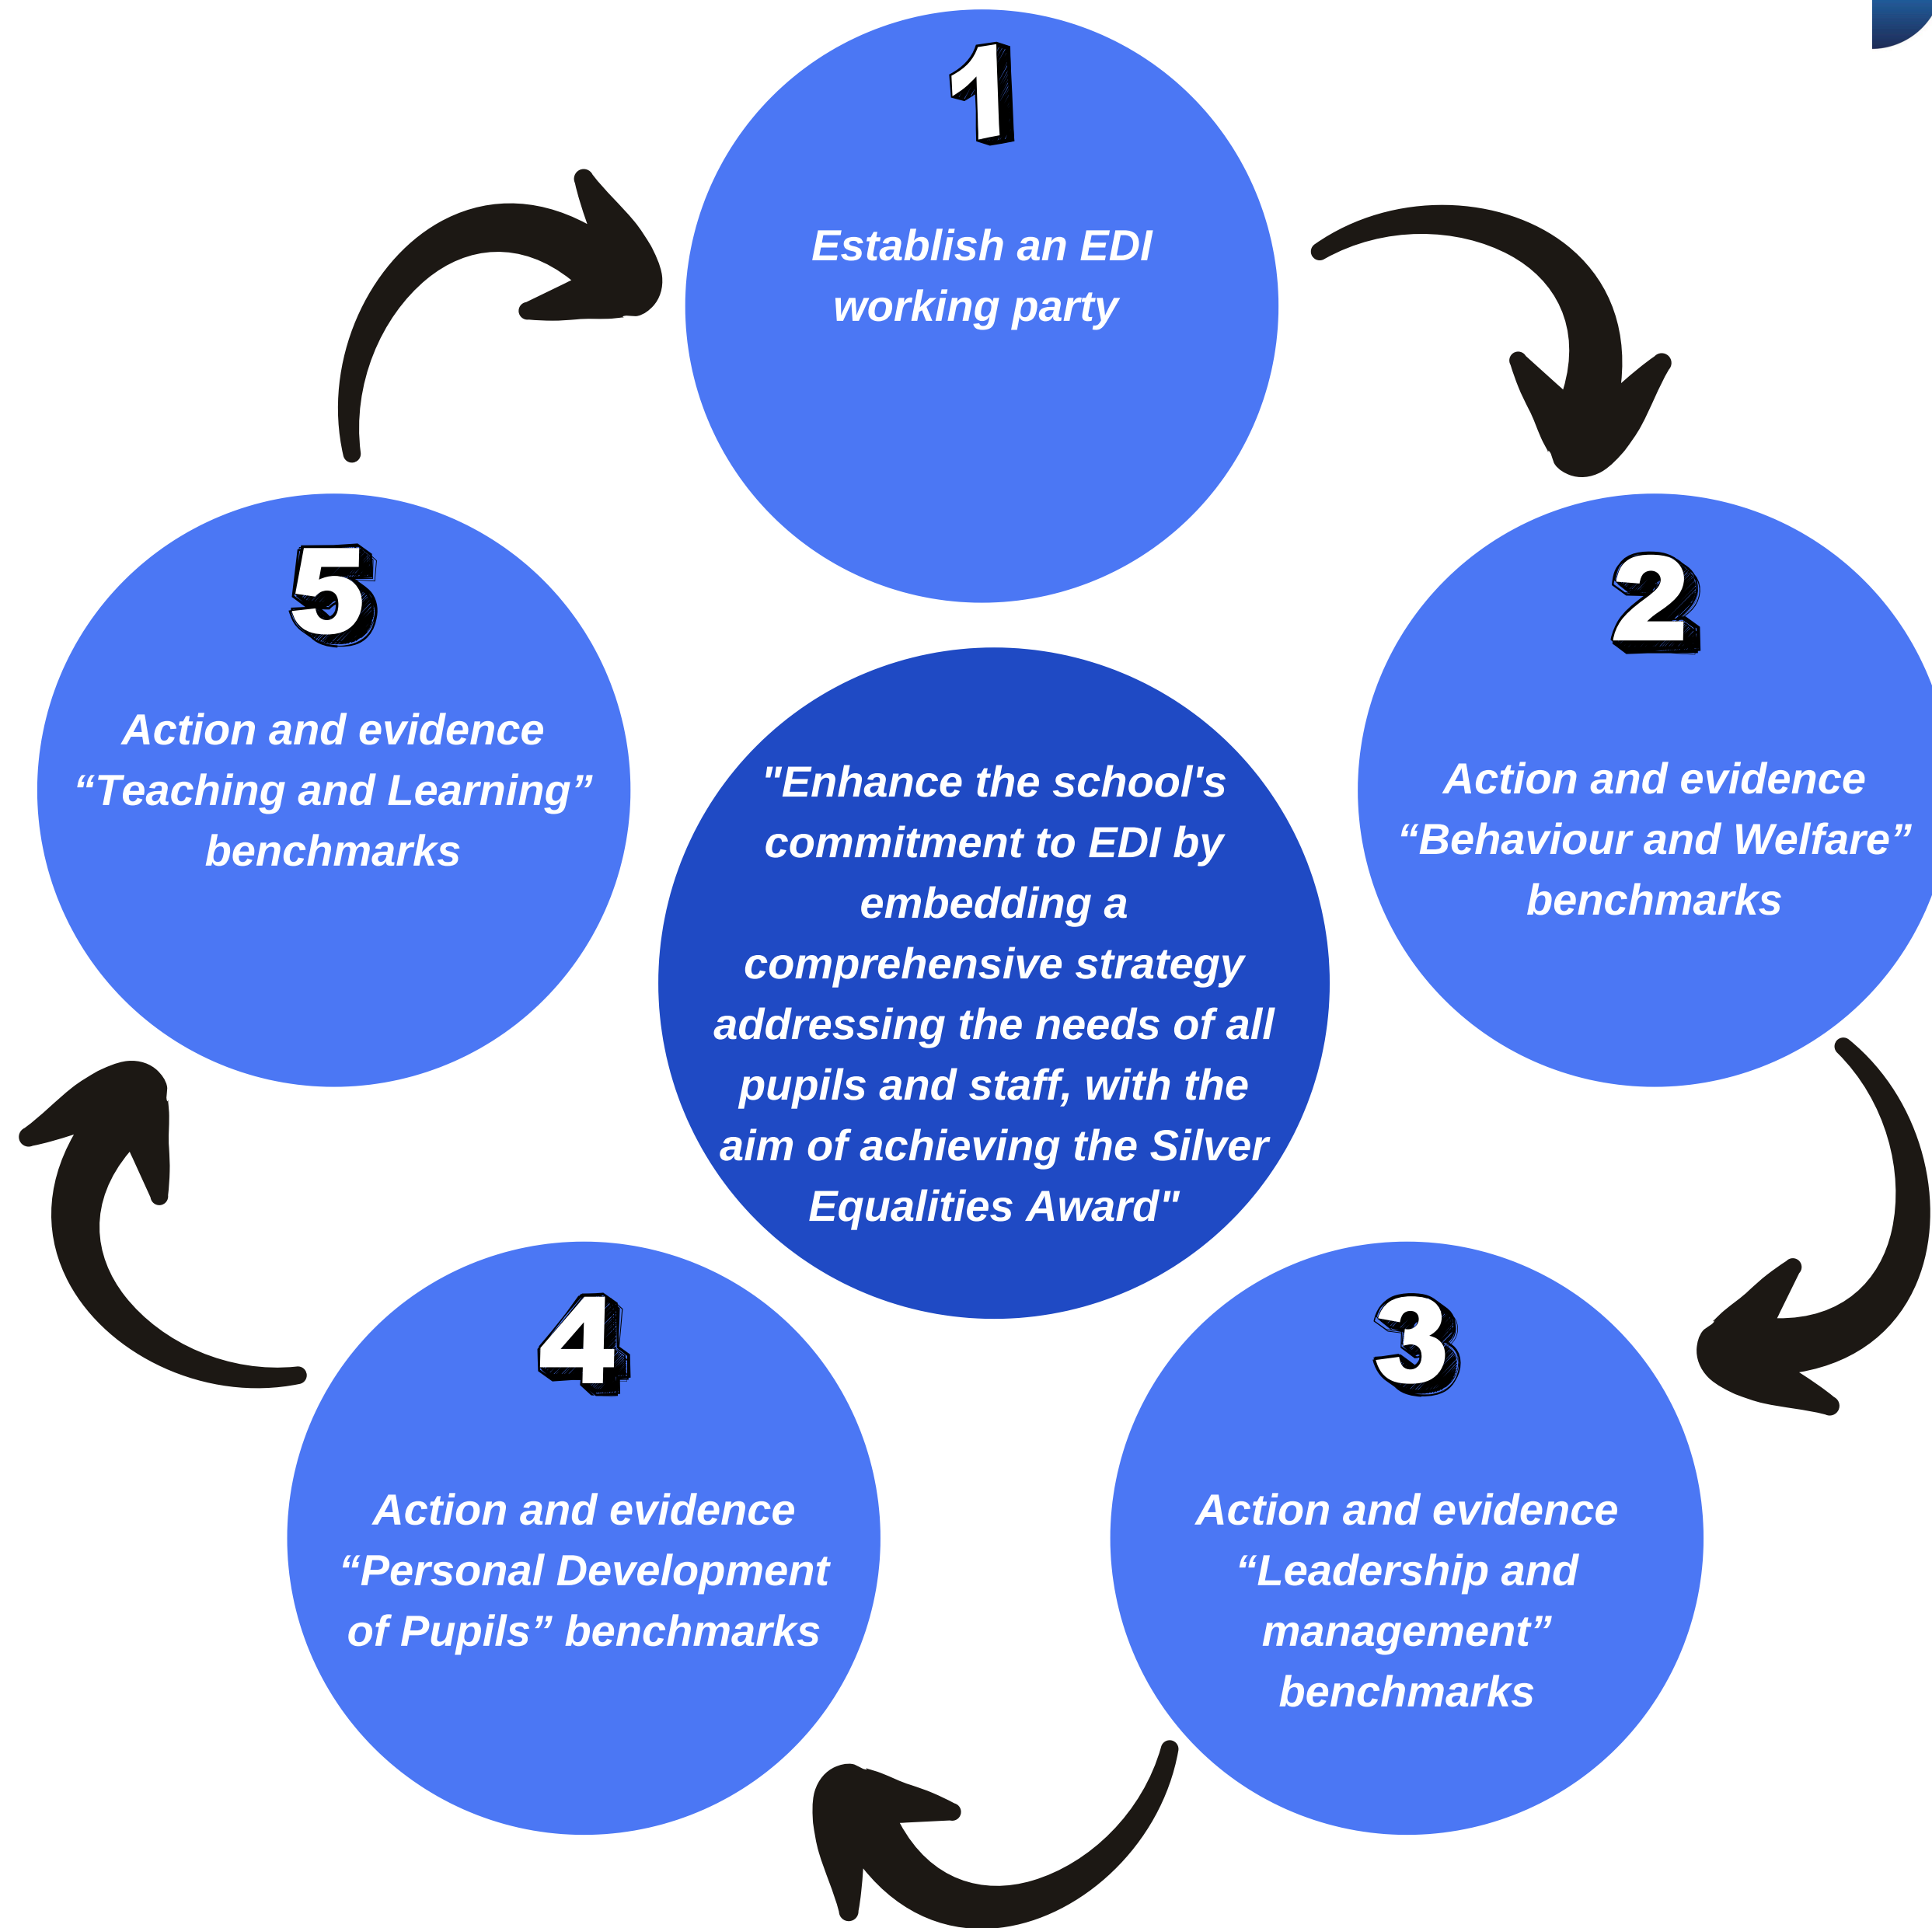 1
Establish an EDI
working party
2
Action and evidence
“Behaviour and Welfare”
benchmarks
3
Action and evidence
“Leadership and
management”
benchmarks
4
Action and evidence
“Personal Development
of Pupils” benchmarks
5
Action and evidence
“Teaching and Learning”
benchmarks
"Enhance the school's
commitment to EDI by
embedding a
comprehensive strategy
addressing the needs of all
pupils and staff, with the
aim of achieving the Silver
Equalities Award"